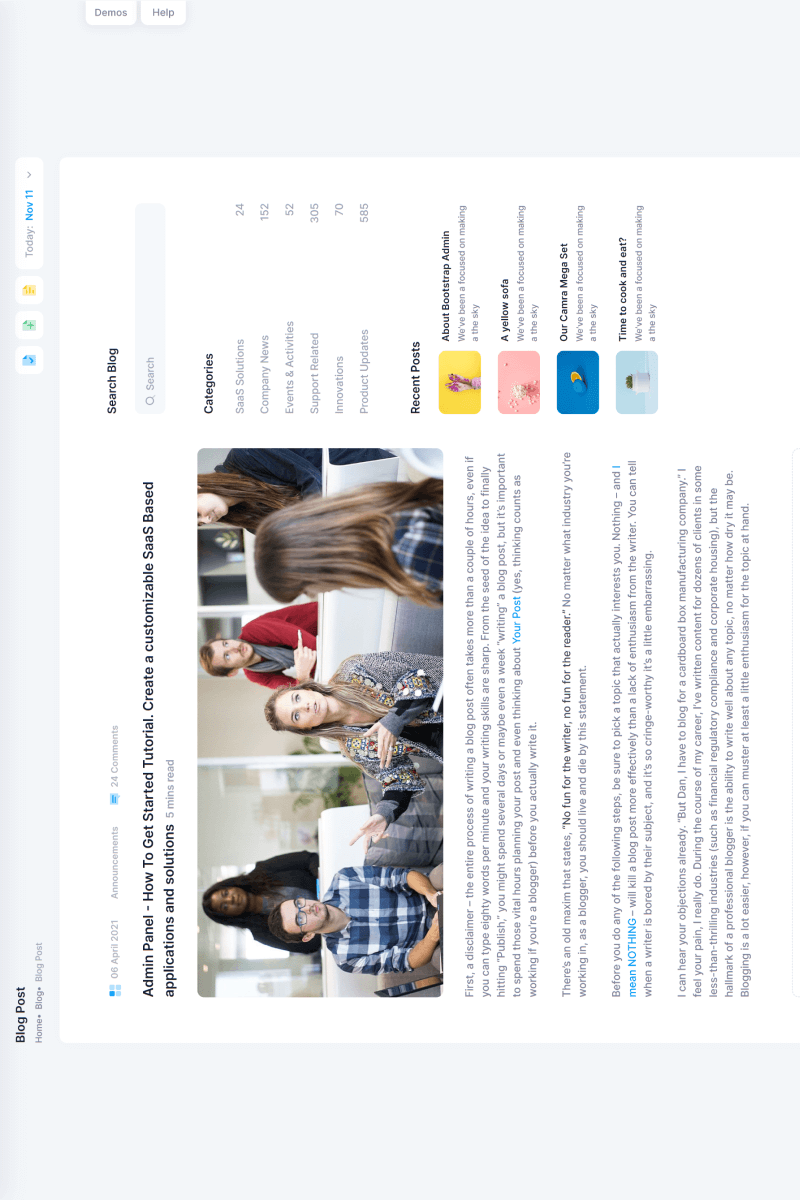 Demos
Help
Blog Post
Home• Blog• Blog Post
Today: Nov 11
06 April 2021
Announcements
24 Comments
Admin Panel - How To Get Started Tutorial. Create a customizable SaaS Based
applications and solutions 5 mins read
First, a disclaimer – the entire process of writing a blog post often takes more than a couple of hours, even if
you can type eighty words per minute and your writing skills are sharp. From the seed of the idea to finally
hitting “Publish,” you might spend several days or maybe even a week “writing” a blog post, but it’s important
to spend those vital hours planning your post and even thinking about Your Post (yes, thinking counts as
working if you’re a blogger) before you actually write it.
There’s an old maxim that states, “No fun for the writer, no fun for the reader.” No matter what industry you’re
working in, as a blogger, you should live and die by this statement.
Before you do any of the following steps, be sure to pick a topic that actually interests you. Nothing – and I
mean NOTHING – will kill a blog post more effectively than a lack of enthusiasm from the writer. You can tell
when a writer is bored by their subject, and it’s so cringe-worthy it’s a little embarrassing.
I can hear your objections already. “But Dan, I have to blog for a cardboard box manufacturing company.” I
feel your pain, I really do. During the course of my career, I’ve written content for dozens of clients in some
less-than-thrilling industries (such as financial regulatory compliance and corporate housing), but the
hallmark of a professional blogger is the ability to write well about any topic, no matter how dry it may be.
Blogging is a lot easier, however, if you can muster at least a little enthusiasm for the topic at hand.
Search Blog
Search
Categories
SaaS Solutions 24
Company News 152
Events & Activities 52
Support Related 305
Innovations 70
Product Updates 585
Recent Posts
About Bootstrap Admin
We’ve been a focused on making
a the sky
A yellow sofa
We’ve been a focused on making
a the sky
Our Camra Mega Set
We’ve been a focused on making
a the sky
Time to cook and eat?
We’ve been a focused on making
a the sky